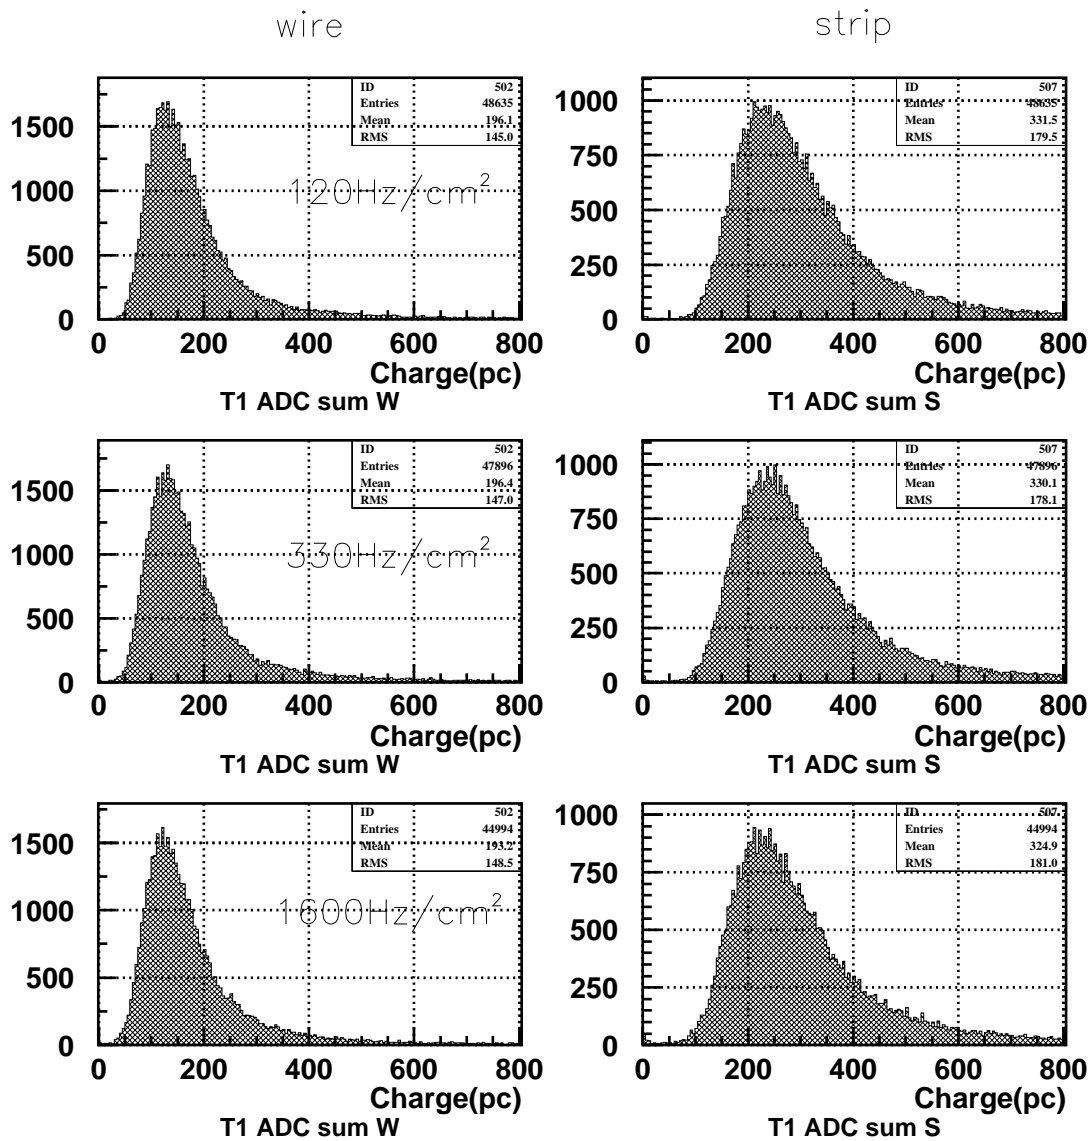 wire
strip
ID 502
Entries 48635
Mean 196.1
RMS 145.0
120Hz/cm²
1500
1000
500
0
0 200 400 600 800
Charge(pc)
T1 ADC sum W
ID 507
Entries 48635
Mean 331.5
RMS 179.5
1000
750
500
250
0
0 200 400 600 800
Charge(pc)
T1 ADC sum S
ID 502
Entries 47896
Mean 196.4
RMS 147.0
330Hz/cm²
1500
1000
500
0
0 200 400 600 800
Charge(pc)
T1 ADC sum W
ID 507
Entries 47896
Mean 330.1
RMS 178.1
1000
750
500
250
0
0 200 400 600 800
Charge(pc)
T1 ADC sum S
ID 502
Entries 44994
Mean 193.2
RMS 148.5
1600Hz/cm²
1500
1000
500
0
0 200 400 600 800
Charge(pc)
T1 ADC sum W
ID 507
Entries 44994
Mean 324.9
RMS 181.0
1000
750
500
250
0
0 200 400 600 800
Charge(pc)
T1 ADC sum S